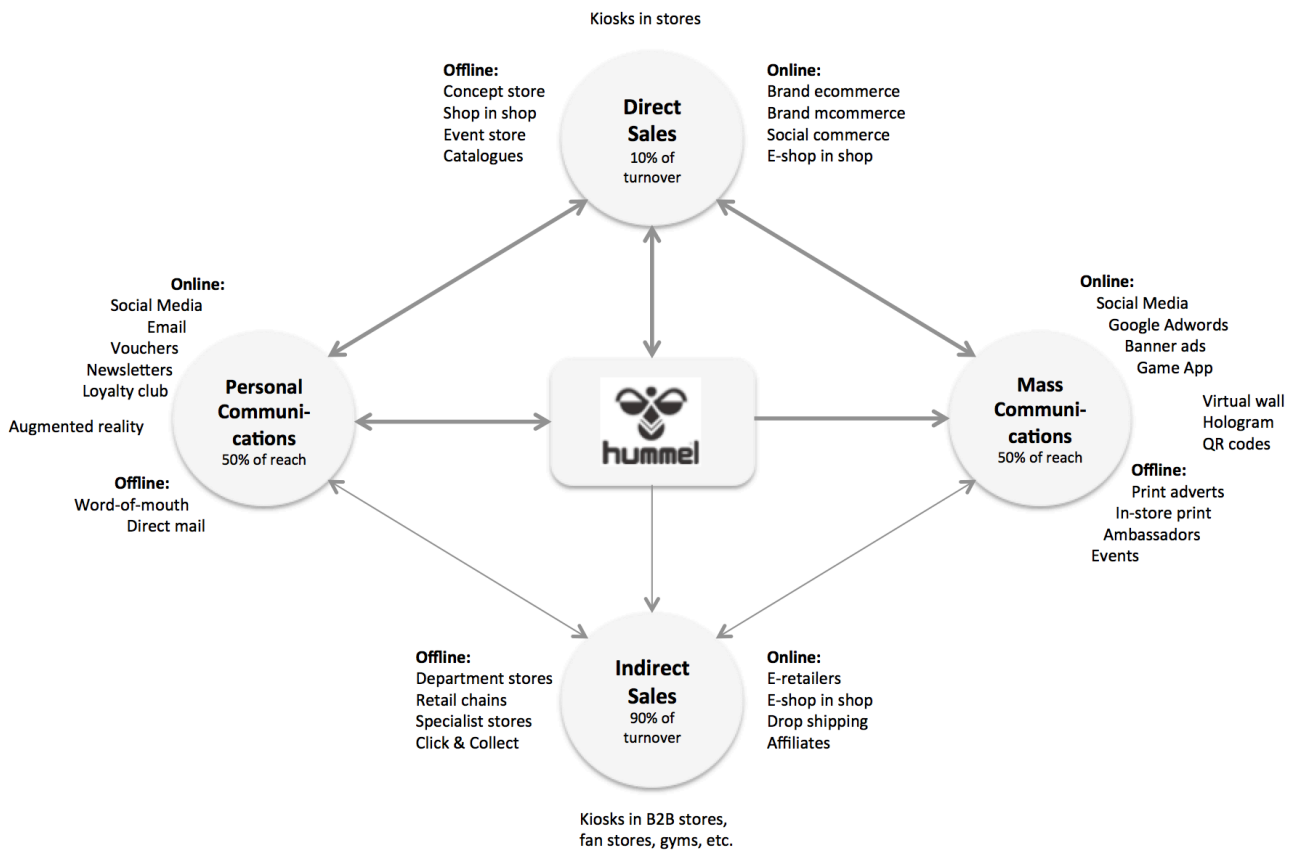 Kiosks in stores
Offline:
Concept store
Shop in shop
Event store
Catalogues
Direct
Sales
10% of
turnover
Online:
Brand ecommerce
Brand mcommerce
Social commerce
E-shop in shop
Online:
Social Media
Email
Vouchers
Newsletters
Loyalty club
Augmented reality
Offline:
Word-of-mouth
Direct mail
Personal
Communi-
cations
50% of reach
hummel
Mass
Communi-
cations
50% of reach
Online:
Social Media
Google Adwords
Banner ads
Game App
Virtual wall
Hologram
QR codes
Offline:
Print adverts
In-store print
Ambassadors
Events
Offline:
Department stores
Retail chains
Specialist stores
Click & Collect
Indirect
Sales
90% of
turnover
Online:
E-retailers
E-shop in shop
Drop shipping
Affiliates
Kiosks in B2B stores,
fan stores, gyms, etc.